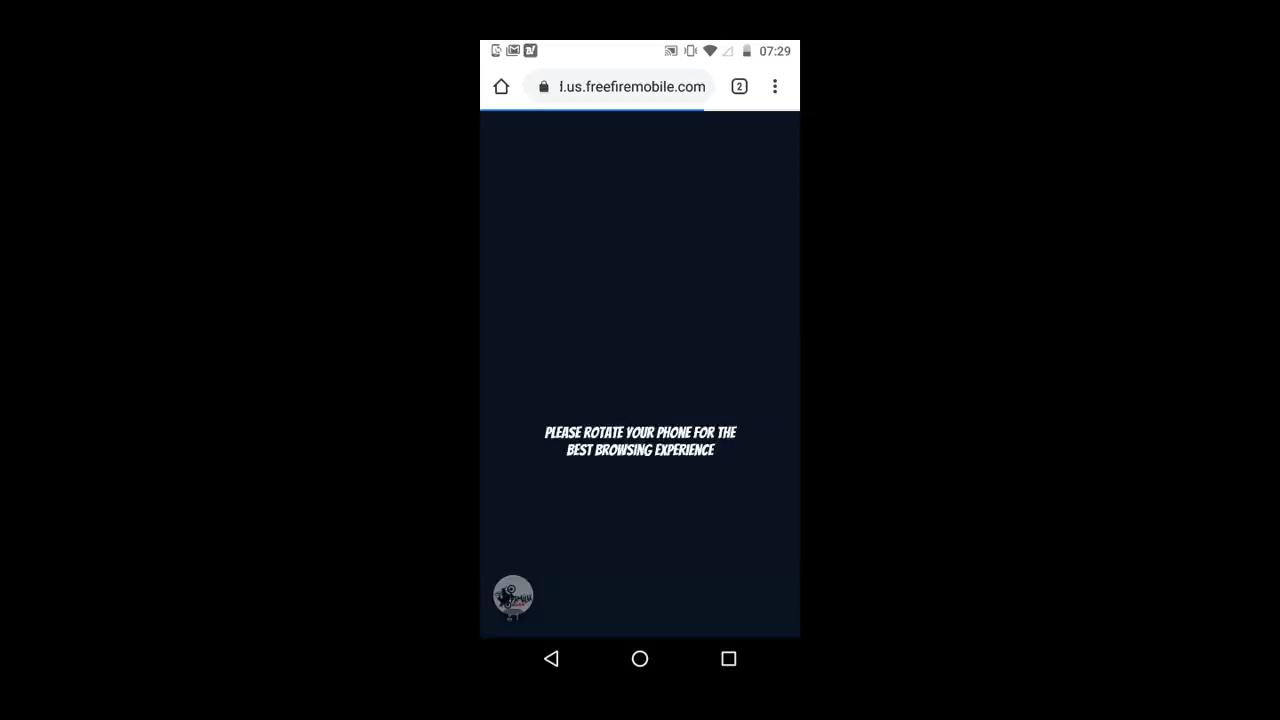 07:29
l.us.freefiremobile.com
2
PLEASE ROTATE YOUR PHONE FOR THE
BEST BROWSING EXPERIENCE